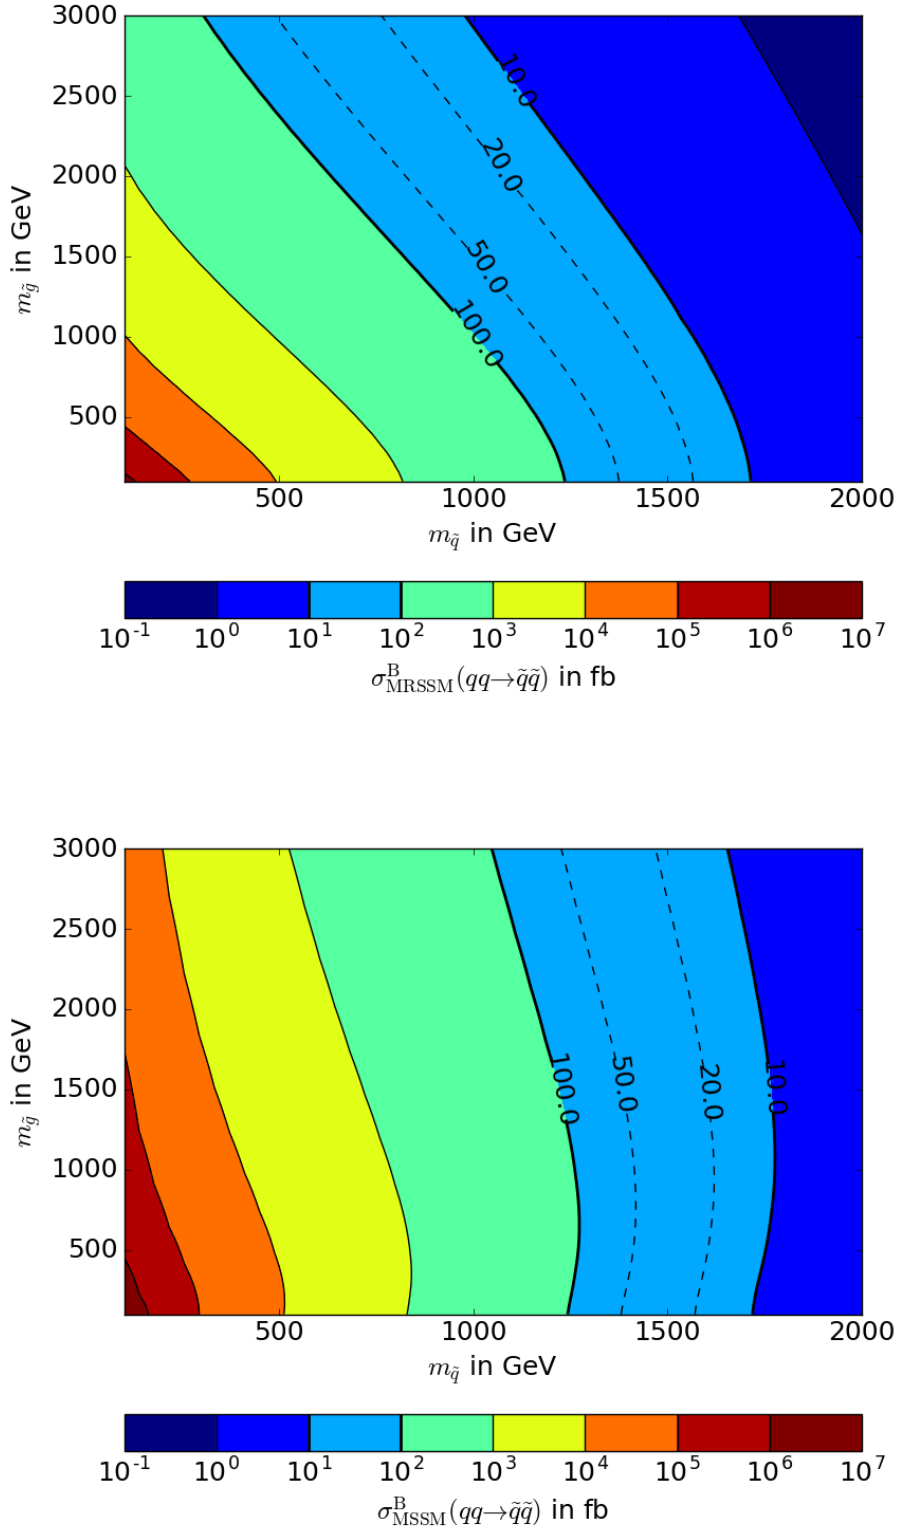 3000
2500
2000
1500
1000
500
m_g̃ in GeV
10.0
20.0
50.0
100.0
500 1000 1500 2000
m_q̃ in GeV
10^-1 10^0 10^1 10^2 10^3 10^4 10^5 10^6 10^7
σ^B_MRSSM(qq→q̃q̃) in fb
3000
2500
2000
1500
1000
500
m_g̃ in GeV
100.0 50.0 20.0 10.0
500 1000 1500 2000
m_q̃ in GeV
10^-1 10^0 10^1 10^2 10^3 10^4 10^5 10^6 10^7
σ^B_MSSM(qq→q̃q̃) in fb